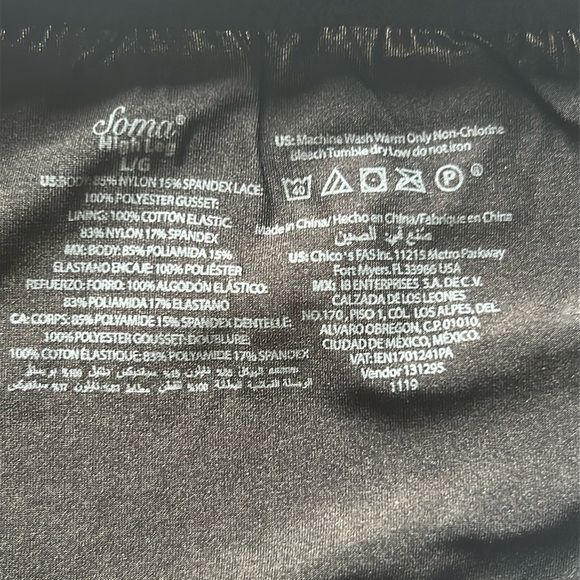 Soma®
High Leg
L/G
US:BODY: 85% NYLON 15% SPANDEX LACE:
100% POLYESTER GUSSET:
LINING: 100% COTTON ELASTIC:
83% NYLON 17% SPANDEX
MX: BODY: 85% POLIAMIDA 15%
ELASTANO ENCAJE: 100% POLIÉSTER
REFUERZO: FORRO: 100% ALGODÓN ELÁSTICO:
83% POLIAMIDA 17% ELASTANO
CA: CORPS: 85% POLYAMIDE 15% SPANDEX DENTELLE:
100% POLYESTER GOUSSET: DOUBLURE:
100% COTON ÉLASTIQUE: 83% POLYAMIDE 17% SPANDEX
US: Machine Wash Warm Only Non-Chlorine
Bleach Tumble dry Low do not iron
40 P ®
Made in China/ Hecho en China/Fabriqué en China
صنع في الصين
US: Chico's FAS Inc. 11215 Metro Parkway
Fort Myers. FL 33966 USA
MX: IB ENTERPRISES S.A. DE C.V.
CALZADA DE LOS LEONES
NO. 170, PISO 1, COL. LOS ALPES, DEL.
ALVARO OBREGON, C.P. 01010,
CIUDAD DE MÉXICO, MÉXICO.
VAT: IEN1701241PA
Vendor 131295
1119